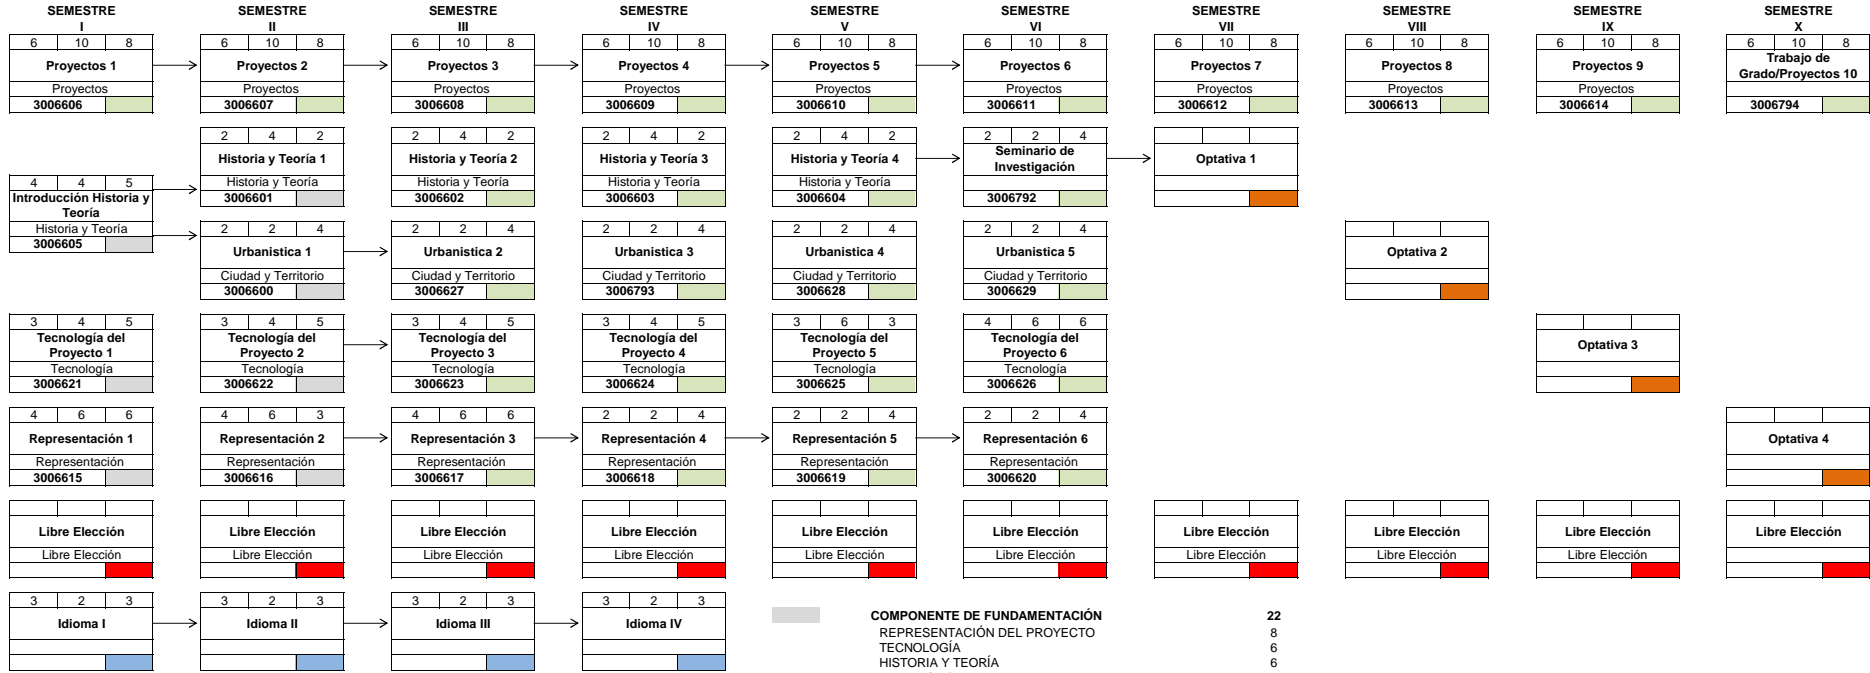 SEMESTRE SEMESTRE SEMESTRE SEMESTRE SEMESTRE SEMESTRE SEMESTRE SEMESTRE SEMESTRE SEMESTRE
I II III IV V VI VII VIII IX X
6 10 8 6 10 8 6 10 8 6 10 8 6 10 8 6 10 8 6 10 8 6 10 8 6 10 8 6 10 8
Proyectos 1 Proyectos 2 Proyectos 3 Proyectos 4 Proyectos 5 Proyectos 6 Proyectos 7 Proyectos 8 Proyectos 9 Trabajo de
Grado/Proyectos 10
Proyectos Proyectos Proyectos Proyectos Proyectos Proyectos Proyectos Proyectos Proyectos
3006606 3006607 3006608 3006609 3006610 3006611 3006612 3006613 3006614 3006794
2 4 2 2 4 2 2 4 2 2 4 2 2 2 4
Historia y Teoría 1 Historia y Teoría 2 Historia y Teoría 3 Historia y Teoría 4 Seminario de Optativa 1
Investigación
Historia y Teoría Historia y Teoría Historia y Teoría Historia y Teoría
3006601 3006602 3006603 3006604 3006792
4 4 5
Introducción Historia y
Teoría
Historia y Teoría
3006605
2 2 4 2 2 4 2 2 4 2 2 4 2 2 4
Urbanistica 1 Urbanistica 2 Urbanistica 3 Urbanistica 4 Urbanistica 5 Optativa 2
Ciudad y Territorio Ciudad y Territorio Ciudad y Territorio Ciudad y Territorio Ciudad y Territorio
3006600 3006627 3006793 3006628 3006629
3 4 5 3 4 5 3 4 5 3 4 5 3 6 3 4 6 6
Tecnología del Tecnología del Tecnología del Tecnología del Tecnología del Tecnología del Optativa 3
Proyecto 1 Proyecto 2 Proyecto 3 Proyecto 4 Proyecto 5 Proyecto 6
Tecnología Tecnología Tecnología Tecnología Tecnología Tecnología
3006621 3006622 3006623 3006624 3006625 3006626
4 6 6 4 6 3 4 6 6 2 2 4 2 2 4 2 2 4
Representación 1 Representación 2 Representación 3 Representación 4 Representación 5 Representación 6 Optativa 4
Representación Representación Representación Representación Representación Representación
3006615 3006616 3006617 3006618 3006619 3006620
Libre Elección Libre Elección Libre Elección Libre Elección Libre Elección Libre Elección Libre Elección Libre Elección Libre Elección Libre Elección
Libre Elección Libre Elección Libre Elección Libre Elección Libre Elección Libre Elección Libre Elección Libre Elección Libre Elección
3 2 3 3 2 3 3 2 3 3 2 3
Idioma I Idioma II Idioma III Idioma IV
COMPONENTE DE FUNDAMENTACIÓN 22
REPRESENTACIÓN DEL PROYECTO 8
TECNOLOGÍA 6
HISTORIA Y TEORÍA 6